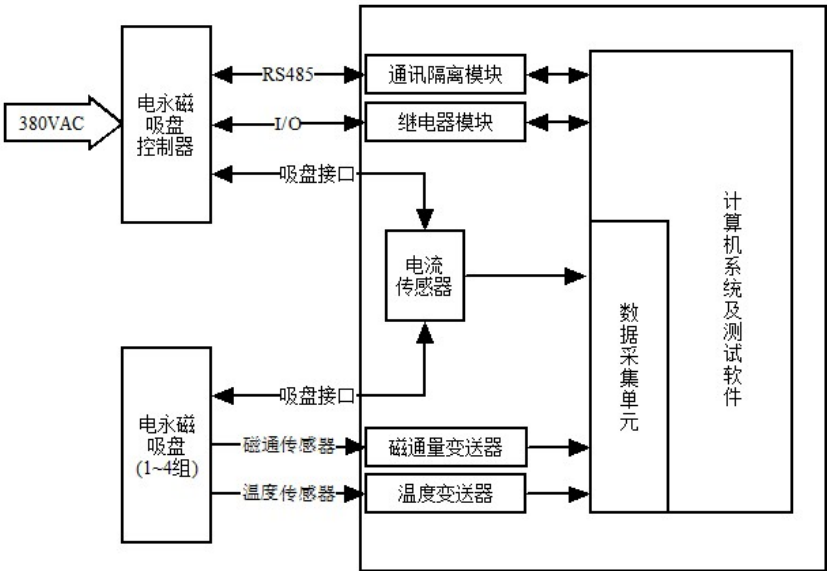 380VAC
电永磁
吸盘
控制器
RS485
通讯隔离模块
I/O
继电器模块
吸盘接口
电流
传感器
计算机系统及测试软件
数据采集单元
电永磁
吸盘
(1~4组)
吸盘接口
磁通传感器
磁通量变送器
温度传感器
温度变送器